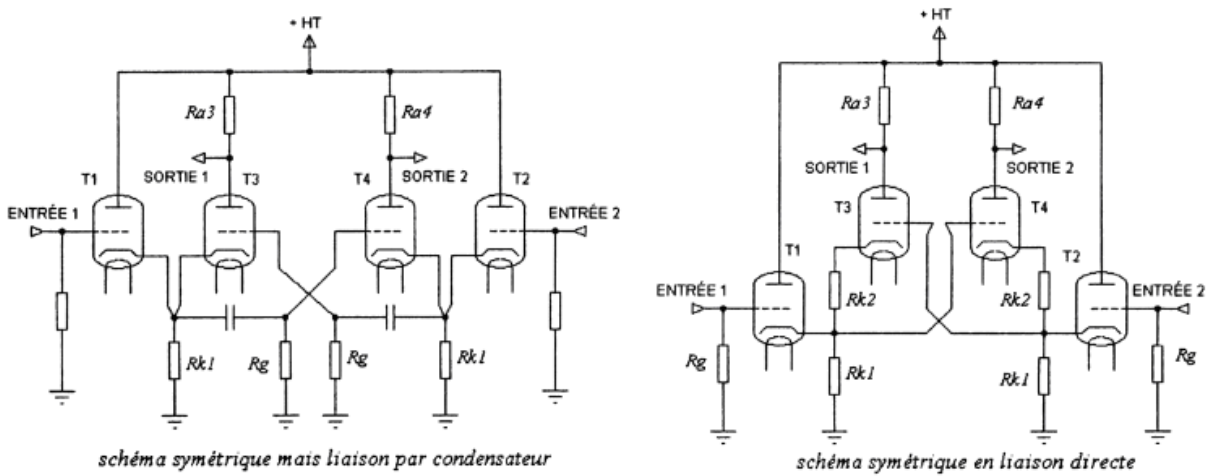 + HT
Ra3
Ra4
SORTIE 1
SORTIE 2
T1
T3
T4
T2
ENTRÉE 1
ENTRÉE 2
Rk1
Rg
Rg
Rk1
schéma symétrique mais liaison par condensateur
+ HT
Ra3
Ra4
SORTIE 1
SORTIE 2
T3
T4
T1
T2
ENTRÉE 1
Rk2
Rk2
ENTRÉE 2
Rg
Rk1
Rk1
Rg
schéma symétrique en liaison directe